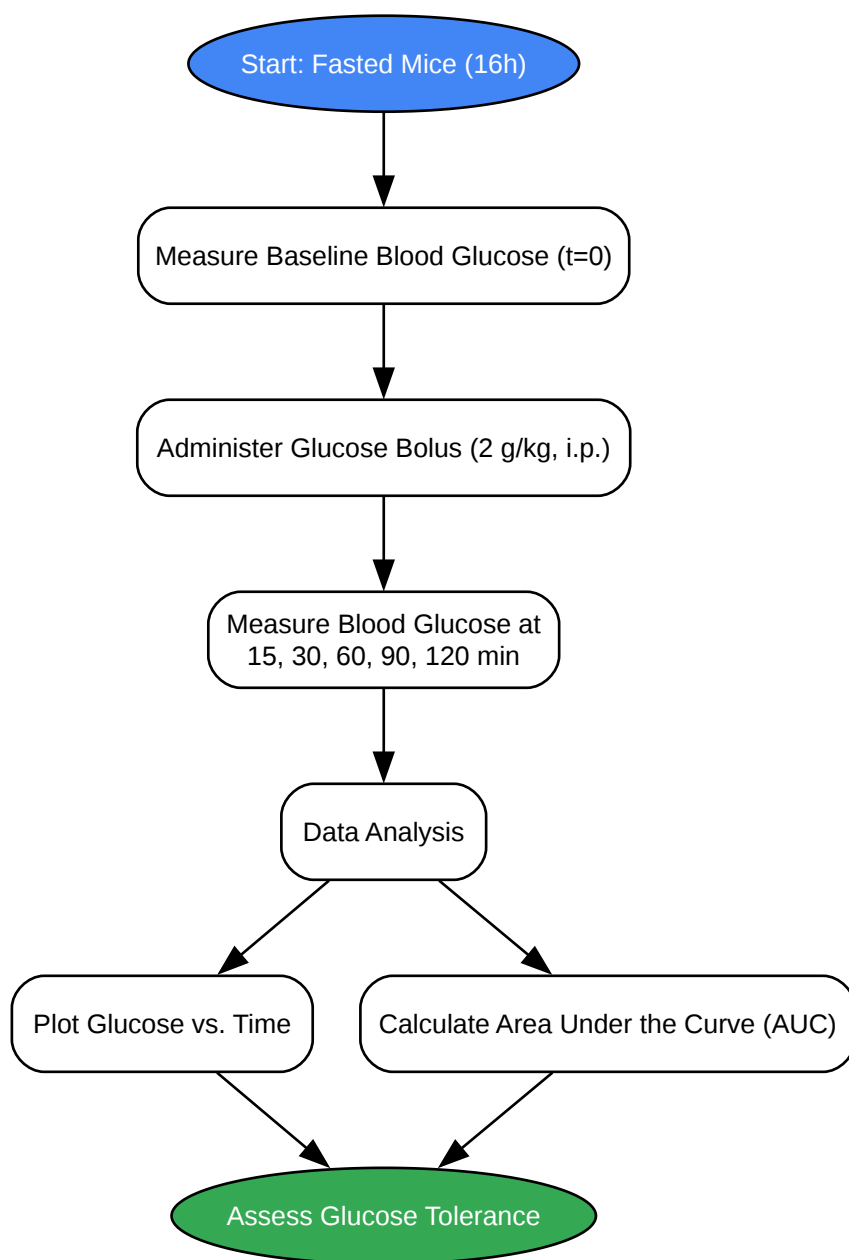 Start: Fasted Mice (16h)
Measure Baseline Blood Glucose (t=0)
Administer Glucose Bolus (2 g/kg, i.p.)
Measure Blood Glucose at
15, 30, 60, 90, 120 min
Data Analysis
Plot Glucose vs. Time
Calculate Area Under the Curve (AUC)
Assess Glucose Tolerance